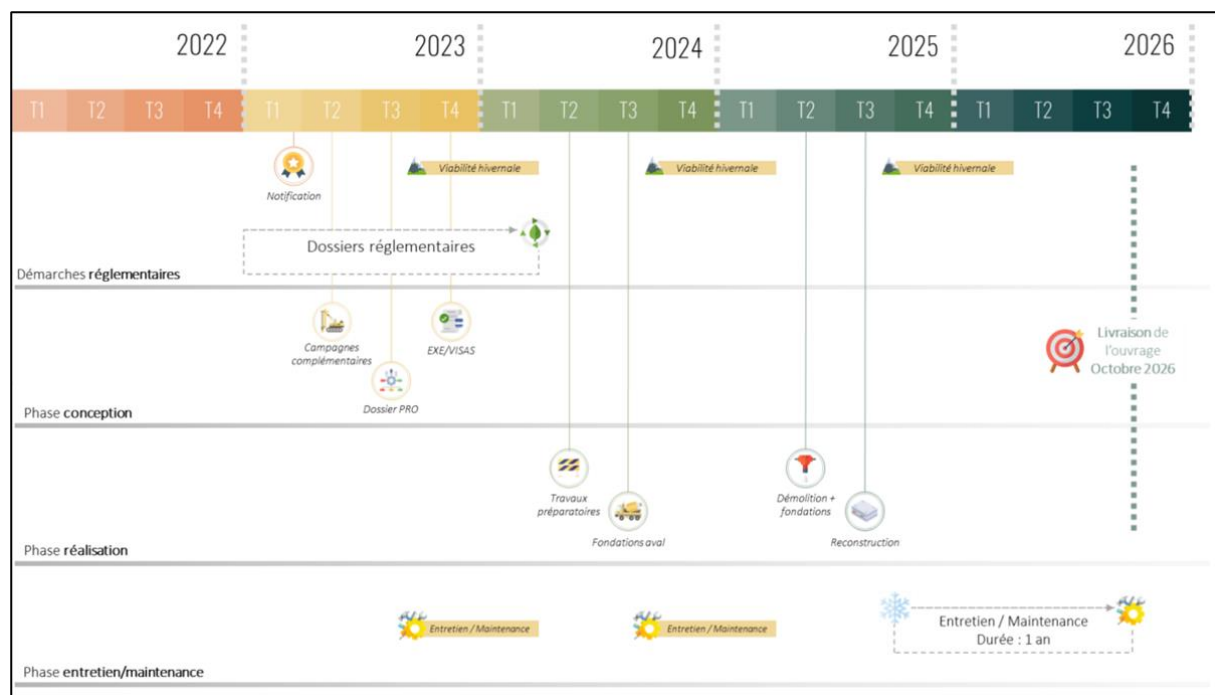 2022 2023 2024 2025 2026
T1 T2 T3 T4 T1 T2 T3 T4 T1 T2 T3 T4 T1 T2 T3 T4 T1 T2 T3 T4
Viabilité hivernale Viabilité hivernale Viabilité hivernale
Notification
Dossiers réglementaires
Démarches réglementaires
Campagnes
complémentaires
EXE/VISAS
Dossier PRO
Livraison de
l'ouvrage
Octobre 2026
Phase conception
Travaux
préparatoires
Fondations aval
Démolition +
fondations
Reconstruction
Phase réalisation
Entretien / Maintenance Entretien / Maintenance
Entretien / Maintenance
Durée : 1 an
Phase entretien/maintenance